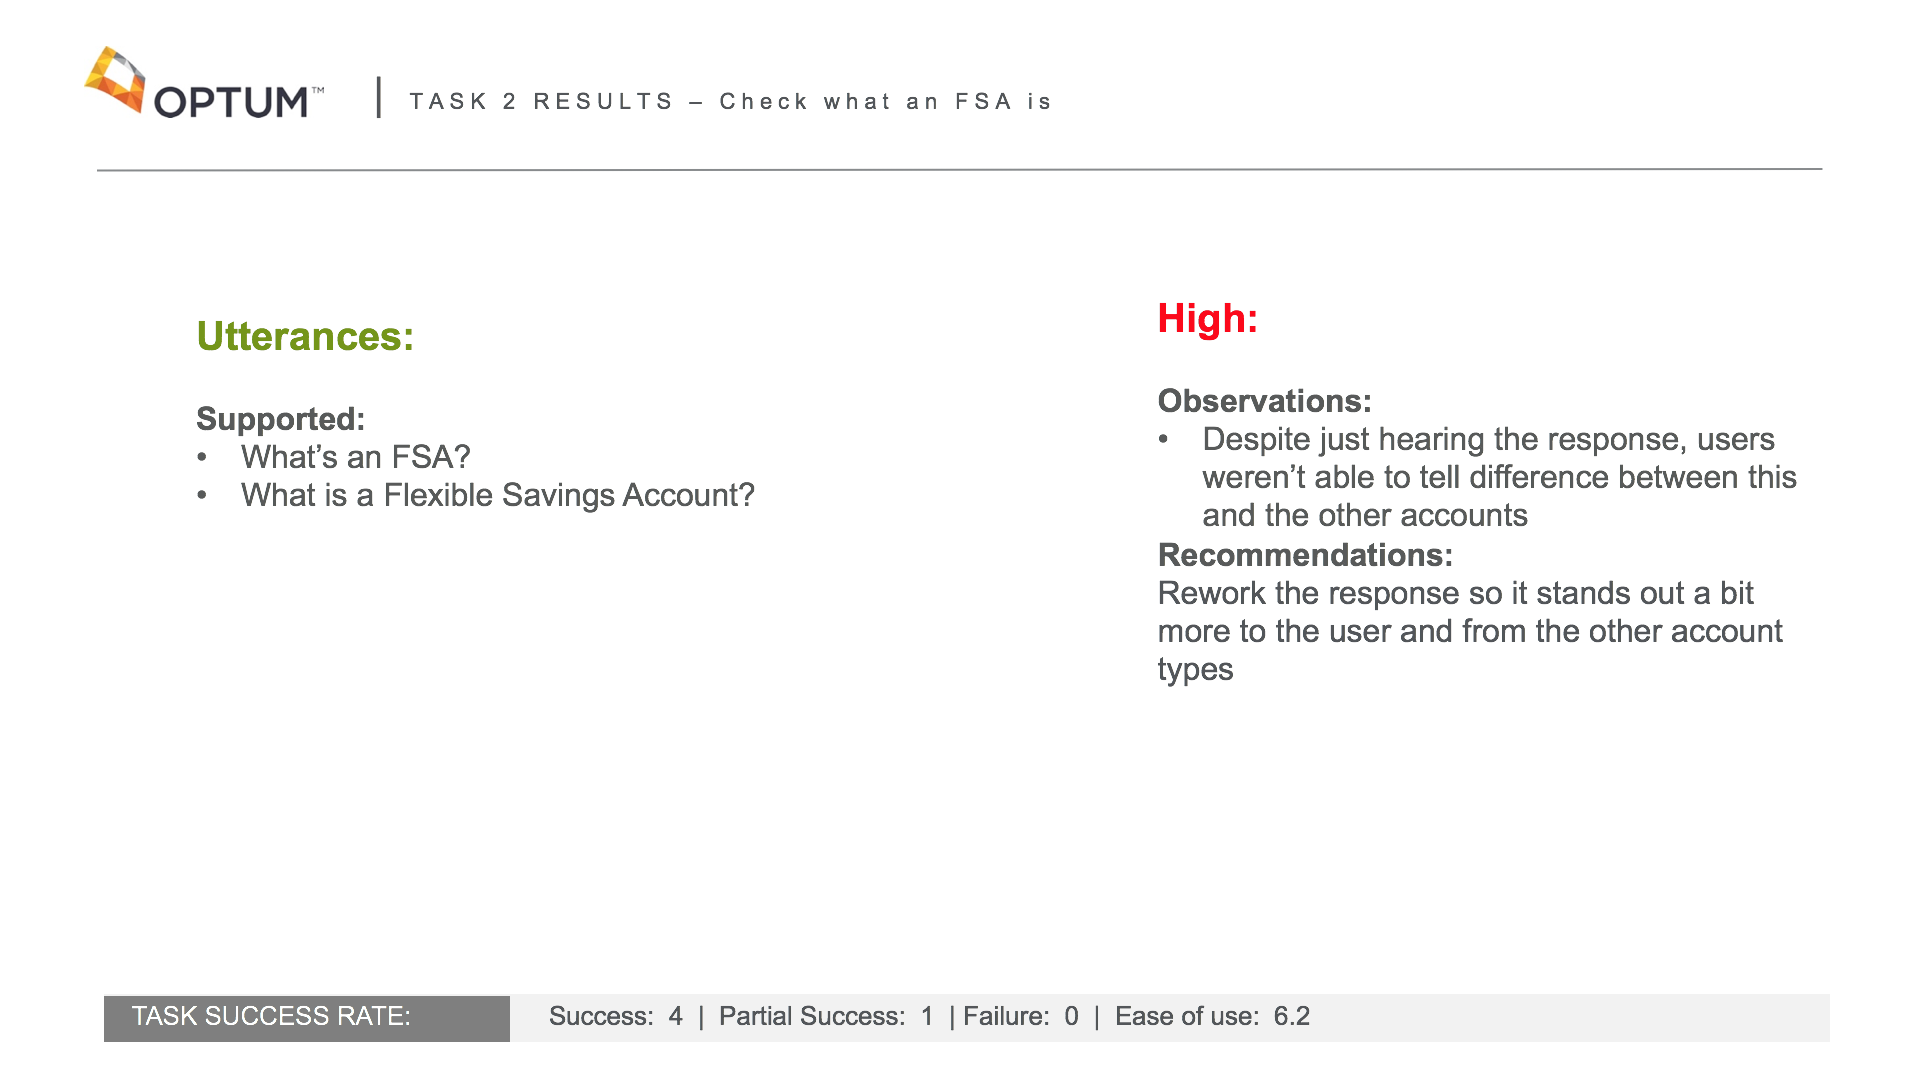 OPTUM™
TASK 2 RESULTS – Check what an FSA is
Utterances:
Supported:
• What’s an FSA?
• What is a Flexible Savings Account?
High:
Observations:
• Despite just hearing the response, users
weren’t able to tell difference between this
and the other accounts
Recommendations:
Rework the response so it stands out a bit
more to the user and from the other account
types
TASK SUCCESS RATE:
Success: 4 | Partial Success: 1 | Failure: 0 | Ease of use: 6.2